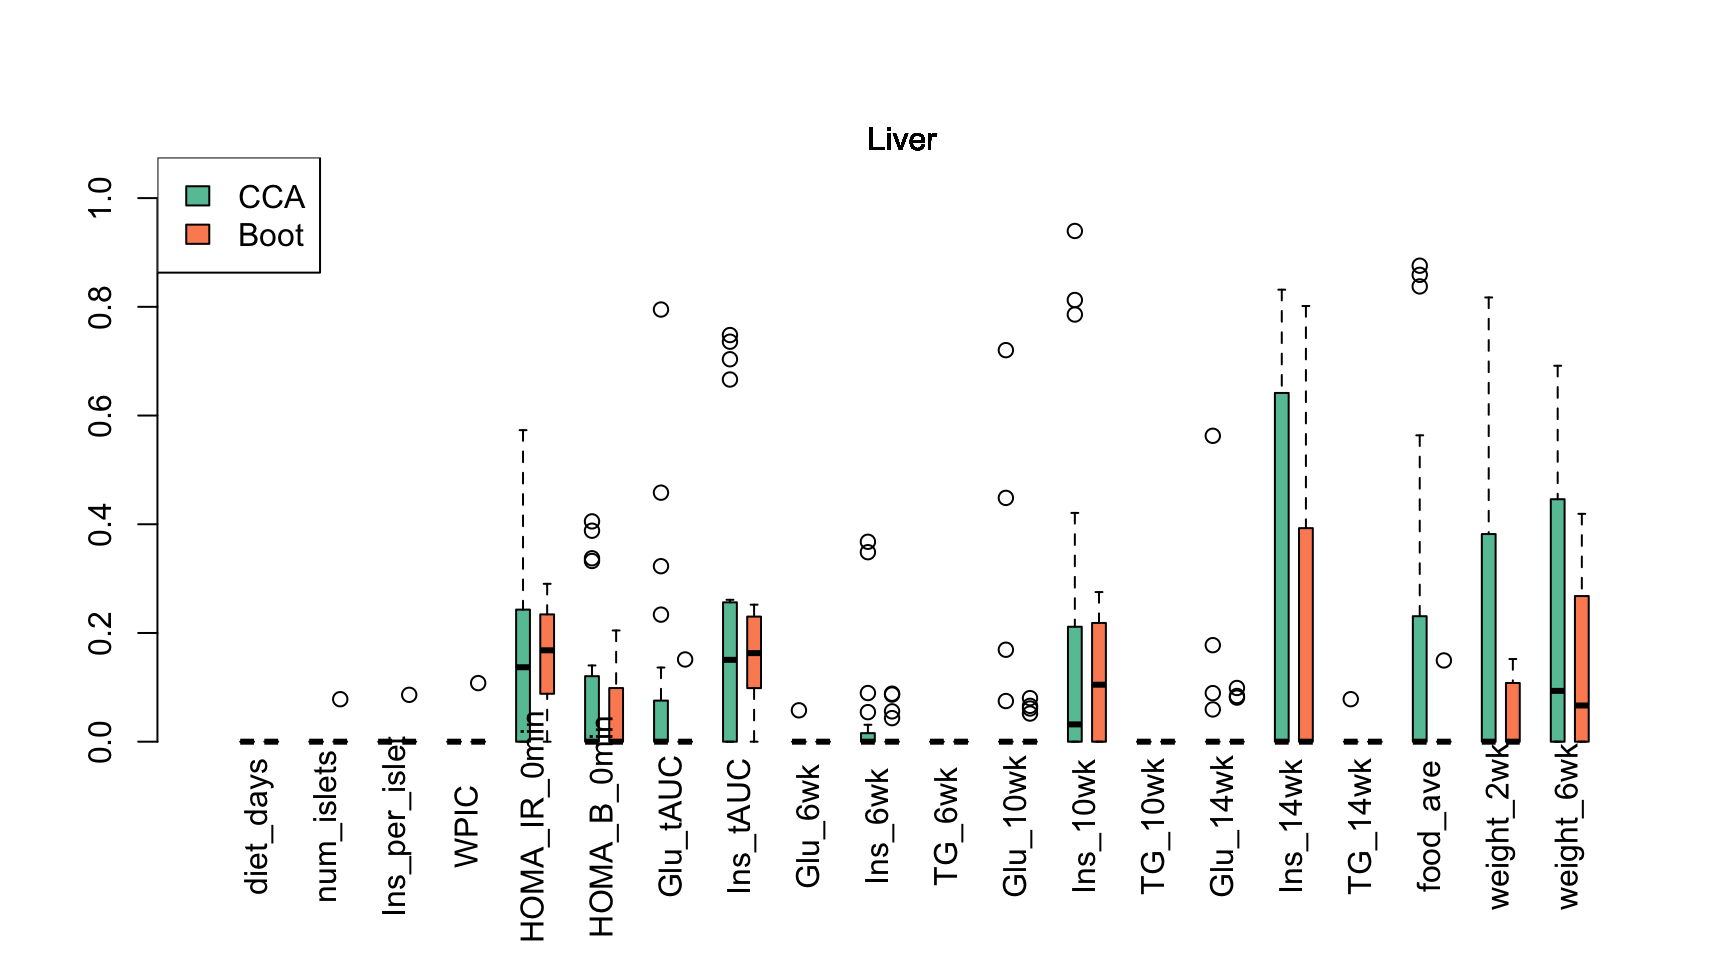 Liver
CCA
Boot
1.0
0.8
0.6
0.4
0.2
0.0
diet_days
num_islets
Ins_per_islet
WPIC
HOMA_IR_0min
HOMA_B_0min
Glu_tAUC
Ins_tAUC
Glu_6wk
Ins_6wk
TG_6wk
Glu_10wk
Ins_10wk
TG_10wk
Glu_14wk
Ins_14wk
TG_14wk
food_ave
weight_2wk
weight_6wk